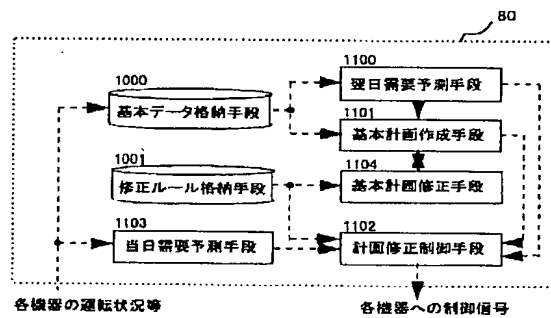 80
1000
基本データ格納手段
1100
翌日需要予測手段
1101
基本計画作成手段
1001
修正ルール格納手段
1104
基本計画修正手段
1103
当日需要予測手段
1102
計画修正制御手段
各機器の運転状況等
各機器への制御信号